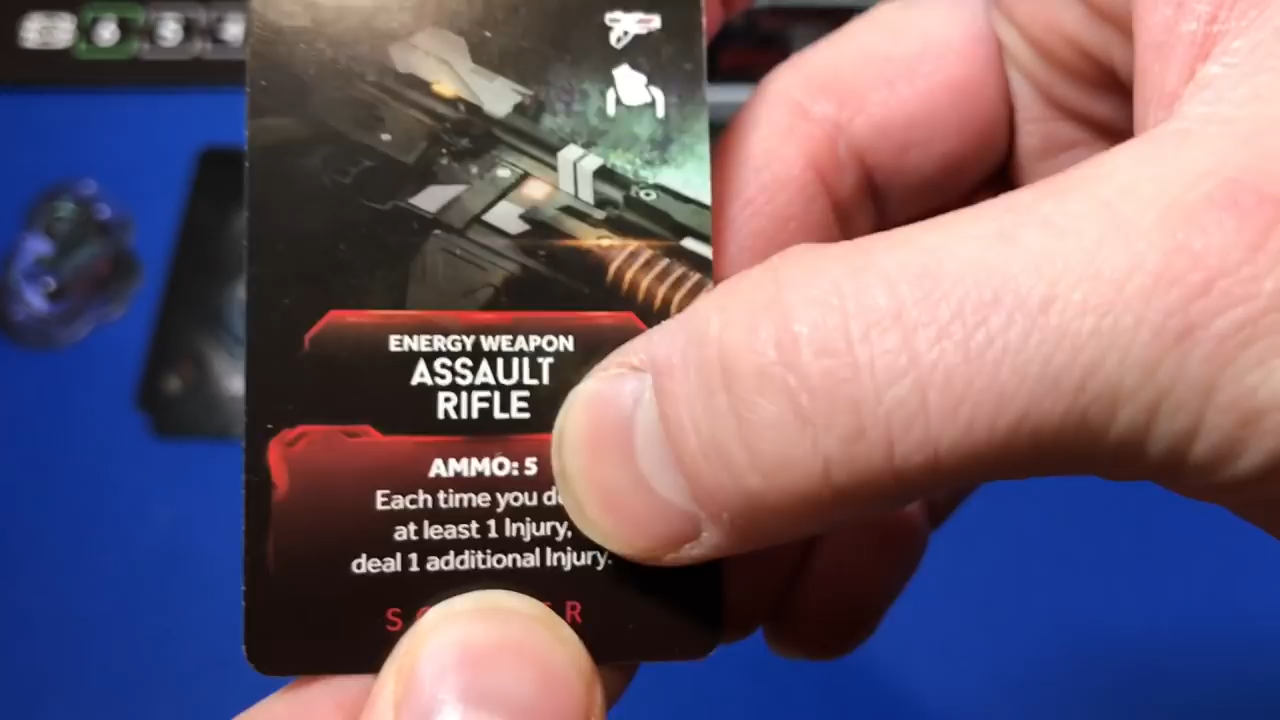 ENERGY WEAPON
ASSAULT
RIFLE
AMMO: 5
Each time you
at least 1 Injury,
deal 1 additional Injury.